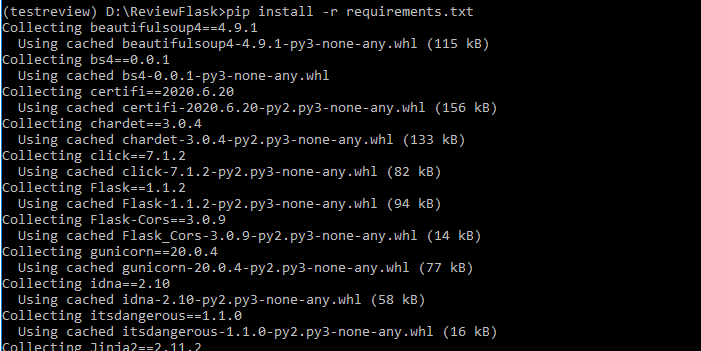 (testreview) D:\ReviewFlask>pip install -r requirements.txt
Collecting beautifulsoup4==4.9.1
  Using cached beautifulsoup4-4.9.1-py3-none-any.whl (115 kB)
Collecting bs4==0.0.1
  Using cached bs4-0.0.1-py3-none-any.whl
Collecting certifi==2020.6.20
  Using cached certifi-2020.6.20-py2.py3-none-any.whl (156 kB)
Collecting chardet==3.0.4
  Using cached chardet-3.0.4-py2.py3-none-any.whl (133 kB)
Collecting click==7.1.2
  Using cached click-7.1.2-py2.py3-none-any.whl (82 kB)
Collecting Flask==1.1.2
  Using cached Flask-1.1.2-py2.py3-none-any.whl (94 kB)
Collecting Flask-Cors==3.0.9
  Using cached Flask_Cors-3.0.9-py2.py3-none-any.whl (14 kB)
Collecting gunicorn==20.0.4
  Using cached gunicorn-20.0.4-py2.py3-none-any.whl (77 kB)
Collecting idna==2.10
  Using cached idna-2.10-py2.py3-none-any.whl (58 kB)
Collecting itsdangerous==1.1.0
  Using cached itsdangerous-1.1.0-py2.py3-none-any.whl (16 kB)
Collecting Jinja2==2.11.2